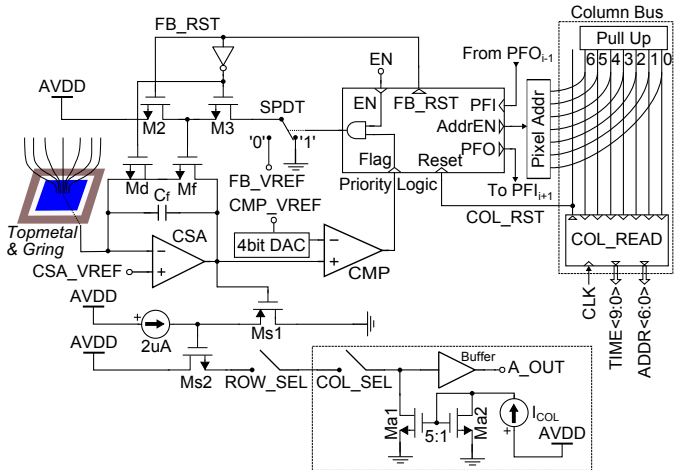 Column Bus
FB_RST
Pull Up
From PFO i-1
6 5 4 3 2 1 0
EN
AVDD
SPDT
EN
FB_RST
PFI
M2
M3
AddrEN
Pixel Addr
'0'
'1'
PFO
Md
Mf
Flag
Reset
FB_VREF
Priority Logic
To PFI i+1
Cf
CMP_VREF
COL_RST
Topmetal
& Gring
CSA
4bit DAC
COL_READ
CSA_VREF
CMP
AVDD
CLK
TIME<9:0>
ADDR<6:0>
2uA
Ms1
AVDD
Ms2
ROW_SEL
COL_SEL
Buffer
A_OUT
Ma1
5:1
Ma2
ICOL
AVDD